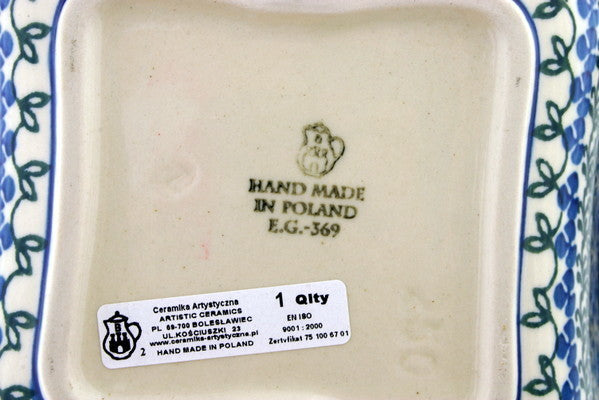 HAND MADE
IN POLAND
E.G.-369
Ceramika Artystyczna
ARTISTIC CERAMICS
PL 59-700 BOLESŁAWIEC
UL.KOŚCIUSZKI 23
www.ceramika-artystyczna.pl
2 HAND MADE IN POLAND
1 Qlty
EN ISO
9001 : 2000
Zertvlikat 75 100 67 01